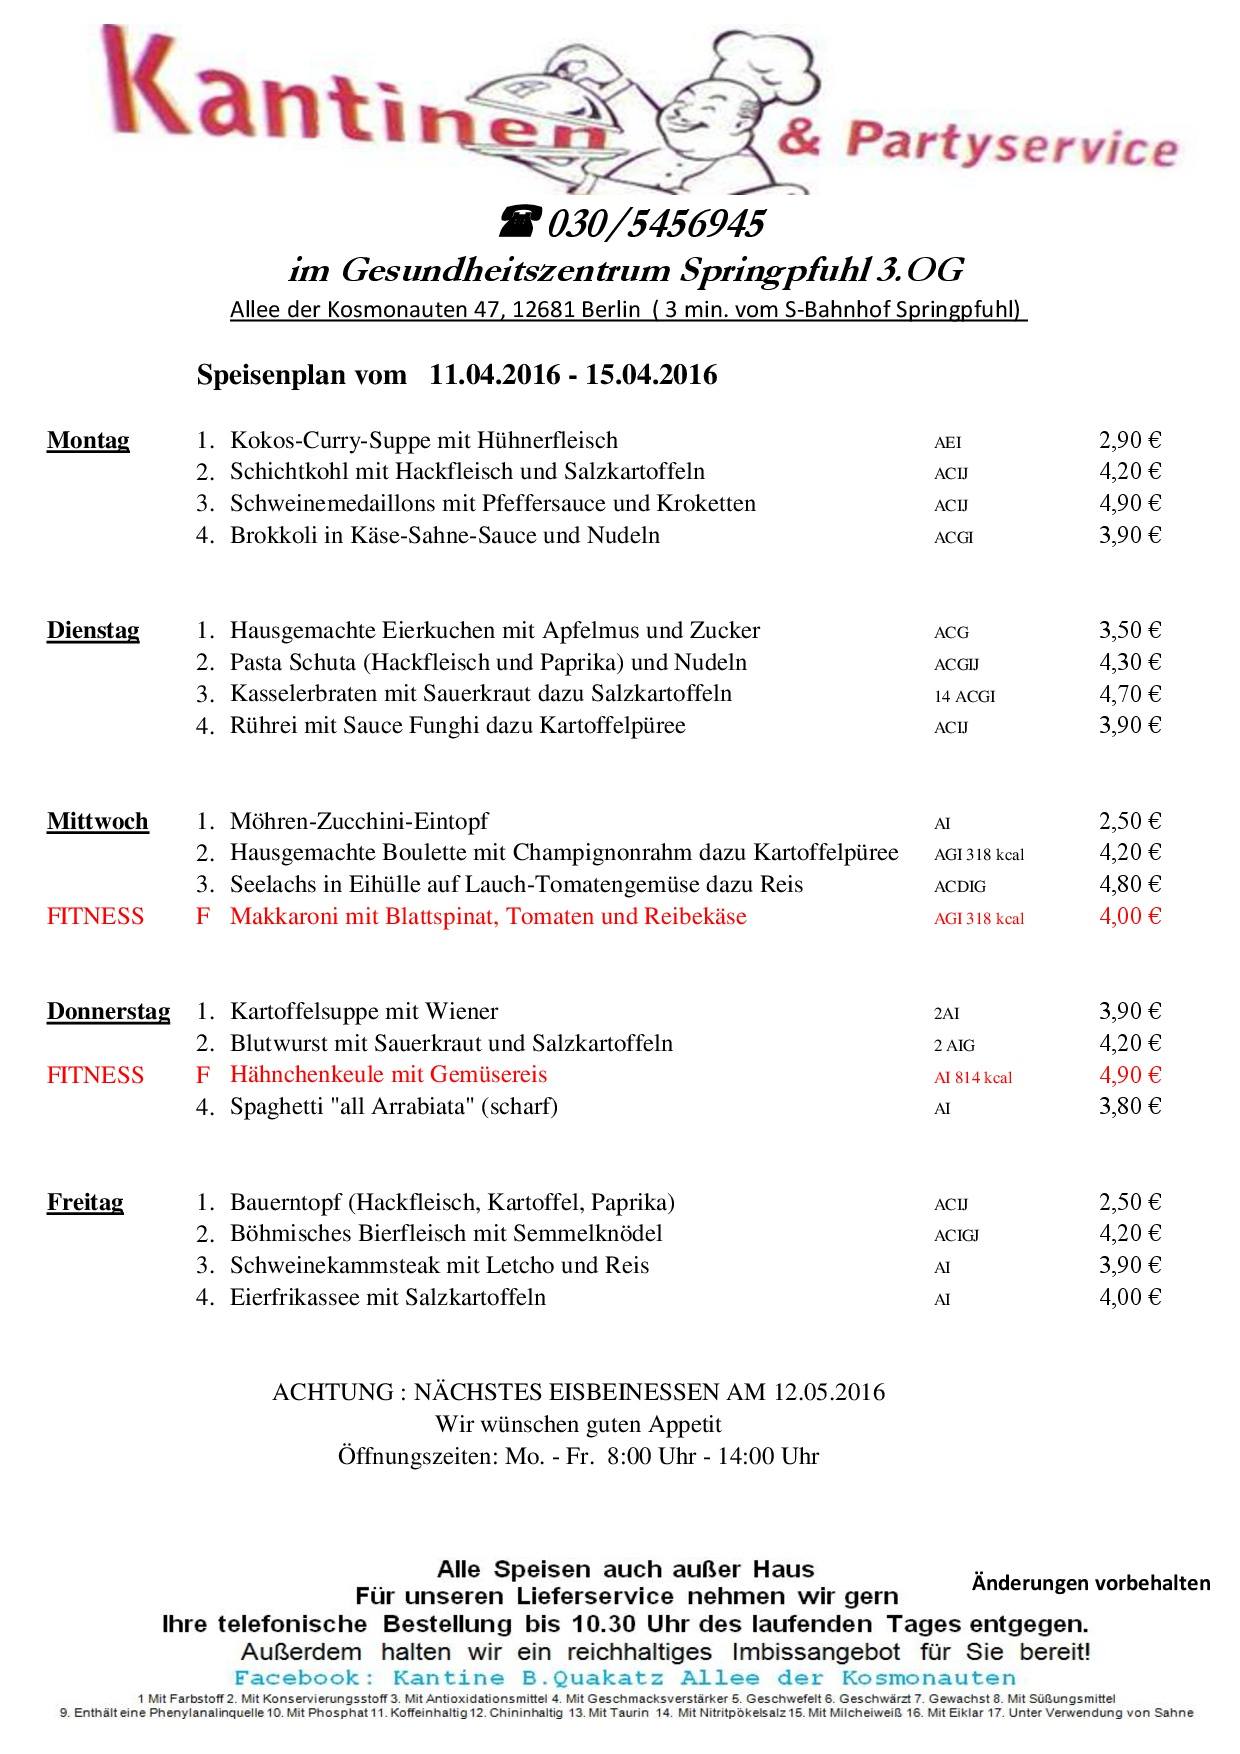 Kantinen & Partyservice
☎ 030/5456945
im Gesundheitszentrum Springpfuhl 3.OG
Allee der Kosmonauten 47, 12681 Berlin ( 3 min. vom S-Bahnhof Springpfuhl)
Speisenplan vom 11.04.2016 - 15.04.2016
Montag 1. Kokos-Curry-Suppe mit Hühnerfleisch AEI 2,90 €
2. Schichtkohl mit Hackfleisch und Salzkartoffeln ACIJ 4,20 €
3. Schweinemedaillons mit Pfeffersauce und Kroketten ACIJ 4,90 €
4. Brokkoli in Käse-Sahne-Sauce und Nudeln ACGI 3,90 €
Dienstag 1. Hausgemachte Eierkuchen mit Apfelmus und Zucker ACG 3,50 €
2. Pasta Schuta (Hackfleisch und Paprika) und Nudeln ACGIJ 4,30 €
3. Kasselerbraten mit Sauerkraut dazu Salzkartoffeln 14 ACGI 4,70 €
4. Rührei mit Sauce Funghi dazu Kartoffelpüree ACIJ 3,90 €
Mittwoch 1. Möhren-Zucchini-Eintopf AI 2,50 €
2. Hausgemachte Boulette mit Champignonrahm dazu Kartoffelpüree AGI 318 kcal 4,20 €
3. Seelachs in Eihülle auf Lauch-Tomatengemüse dazu Reis ACDIG 4,80 €
FITNESS F Makkaroni mit Blattspinat, Tomaten und Reibekäse AGI 318 kcal 4,00 €
Donnerstag 1. Kartoffelsuppe mit Wiener 2AI 3,90 €
2. Blutwurst mit Sauerkraut und Salzkartoffeln 2 AIG 4,20 €
FITNESS F Hähnchenkeule mit Gemüsereis AI 814 kcal 4,90 €
4. Spaghetti "all Arrabiata" (scharf) AI 3,80 €
Freitag 1. Bauerntopf (Hackfleisch, Kartoffel, Paprika) ACIJ 2,50 €
2. Böhmisches Bierfleisch mit Semmelknödel ACIGJ 4,20 €
3. Schweinekammsteak mit Letcho und Reis AI 3,90 €
4. Eierfrikassee mit Salzkartoffeln AI 4,00 €
ACHTUNG : NÄCHSTES EISBEINESSEN AM 12.05.2016
Wir wünschen guten Appetit
Öffnungszeiten: Mo. - Fr. 8:00 Uhr - 14:00 Uhr
Alle Speisen auch außer Haus
Änderungen vorbehalten
Für unseren Lieferservice nehmen wir gern
Ihre telefonische Bestellung bis 10.30 Uhr des laufenden Tages entgegen.
Außerdem halten wir ein reichhaltiges Imbissangebot für Sie bereit!
Facebook: Kantine B.Quakatz Allee der Kosmonauten
1 Mit Farbstoff 2. Mit Konservierungsstoff 3. Mit Antioxidationsmittel 4. Mit Geschmacksverstärker 5. Geschwefelt 6. Geschwärzt 7. Gewachst 8. Mit Süßungsmittel
9. Enthält eine Phenylanalinquelle 10. Mit Phosphat 11. Koffeinhaltig 12. Chininhaltig 13. Mit Taurin 14. Mit Nitritpökelsalz 15. Mit Milcheiweiß 16. Mit Eiklar 17. Unter Verwendung von Sahne